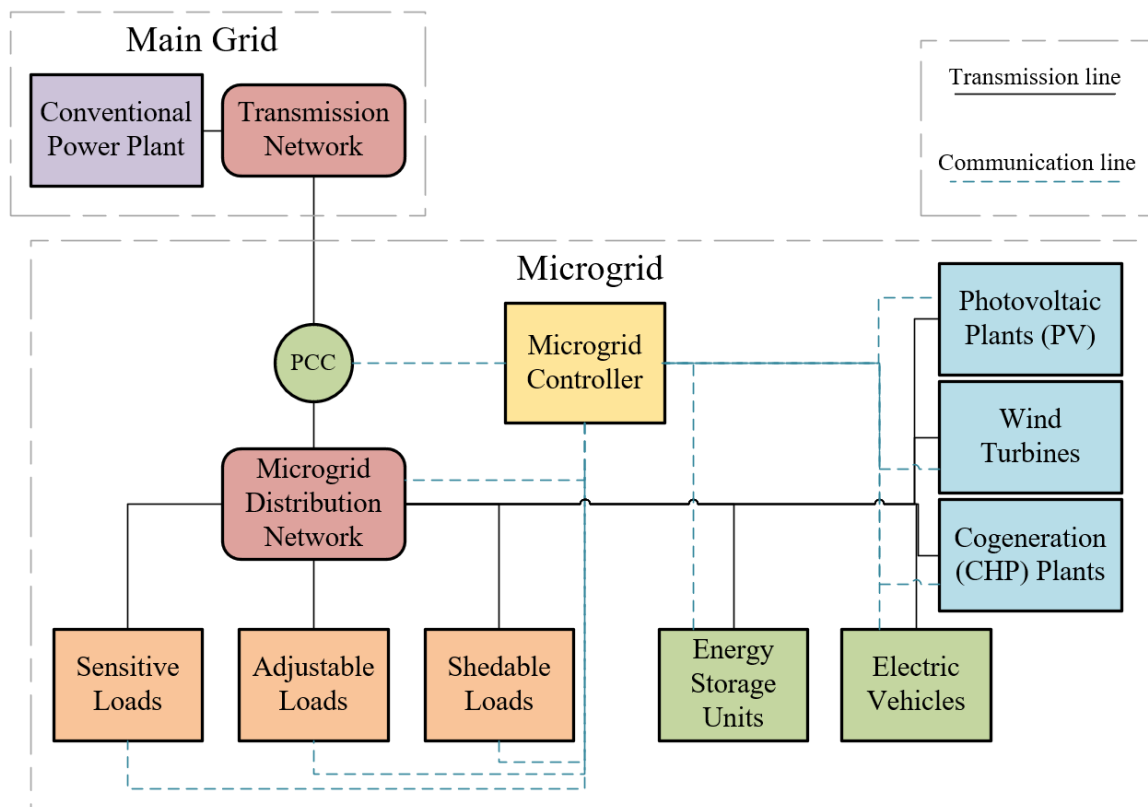 Main Grid
Conventional
Power Plant
Transmission
Network
Transmission line
Communication line
Microgrid
PCC
Microgrid
Controller
Photovoltaic
Plants (PV)
Wind
Turbines
Cogeneration
(CHP) Plants
Microgrid
Distribution
Network
Sensitive
Loads
Adjustable
Loads
Shedable
Loads
Energy
Storage
Units
Electric
Vehicles